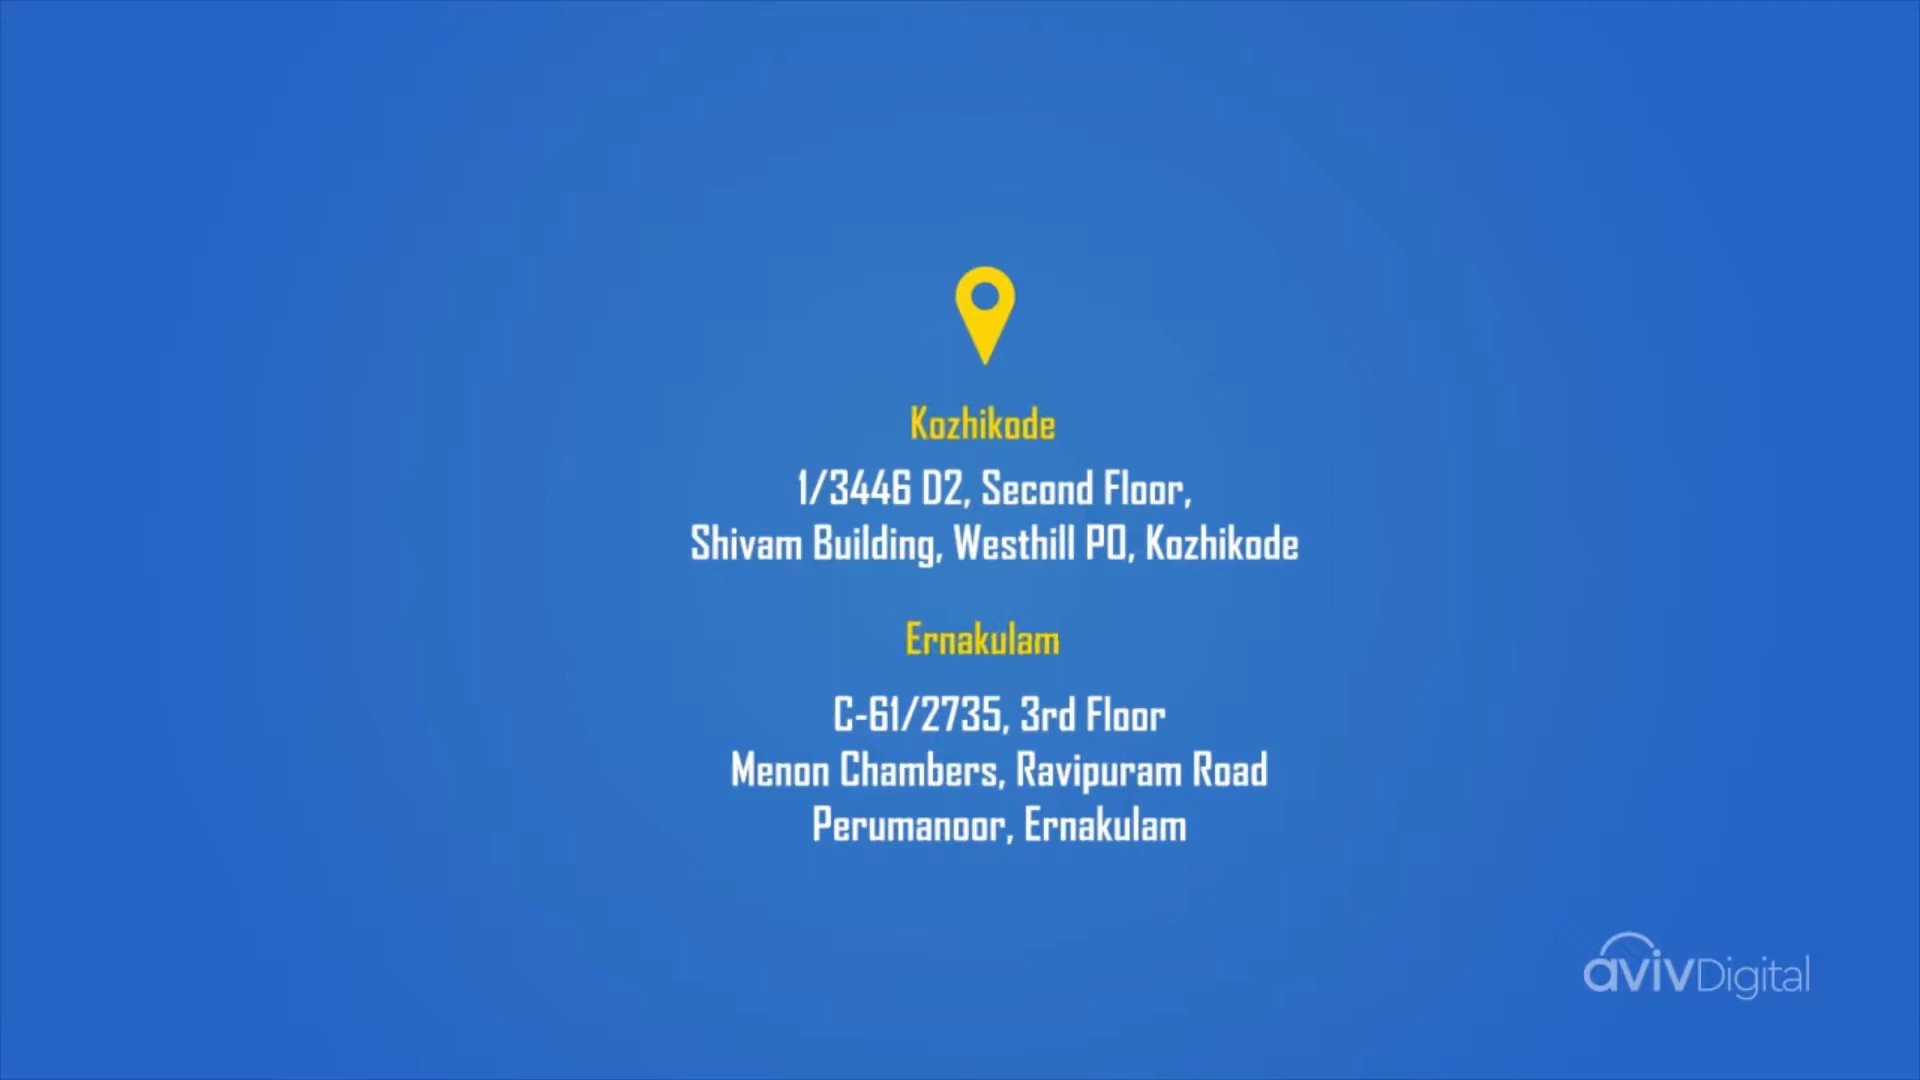 Kozhikode
1/3446 D2, Second Floor,
Shivam Building, Westhill PO, Kozhikode
Ernakulam
C-61/2735, 3rd Floor
Menon Chambers, Ravipuram Road
Perumanoor, Ernakulam
avivDigital